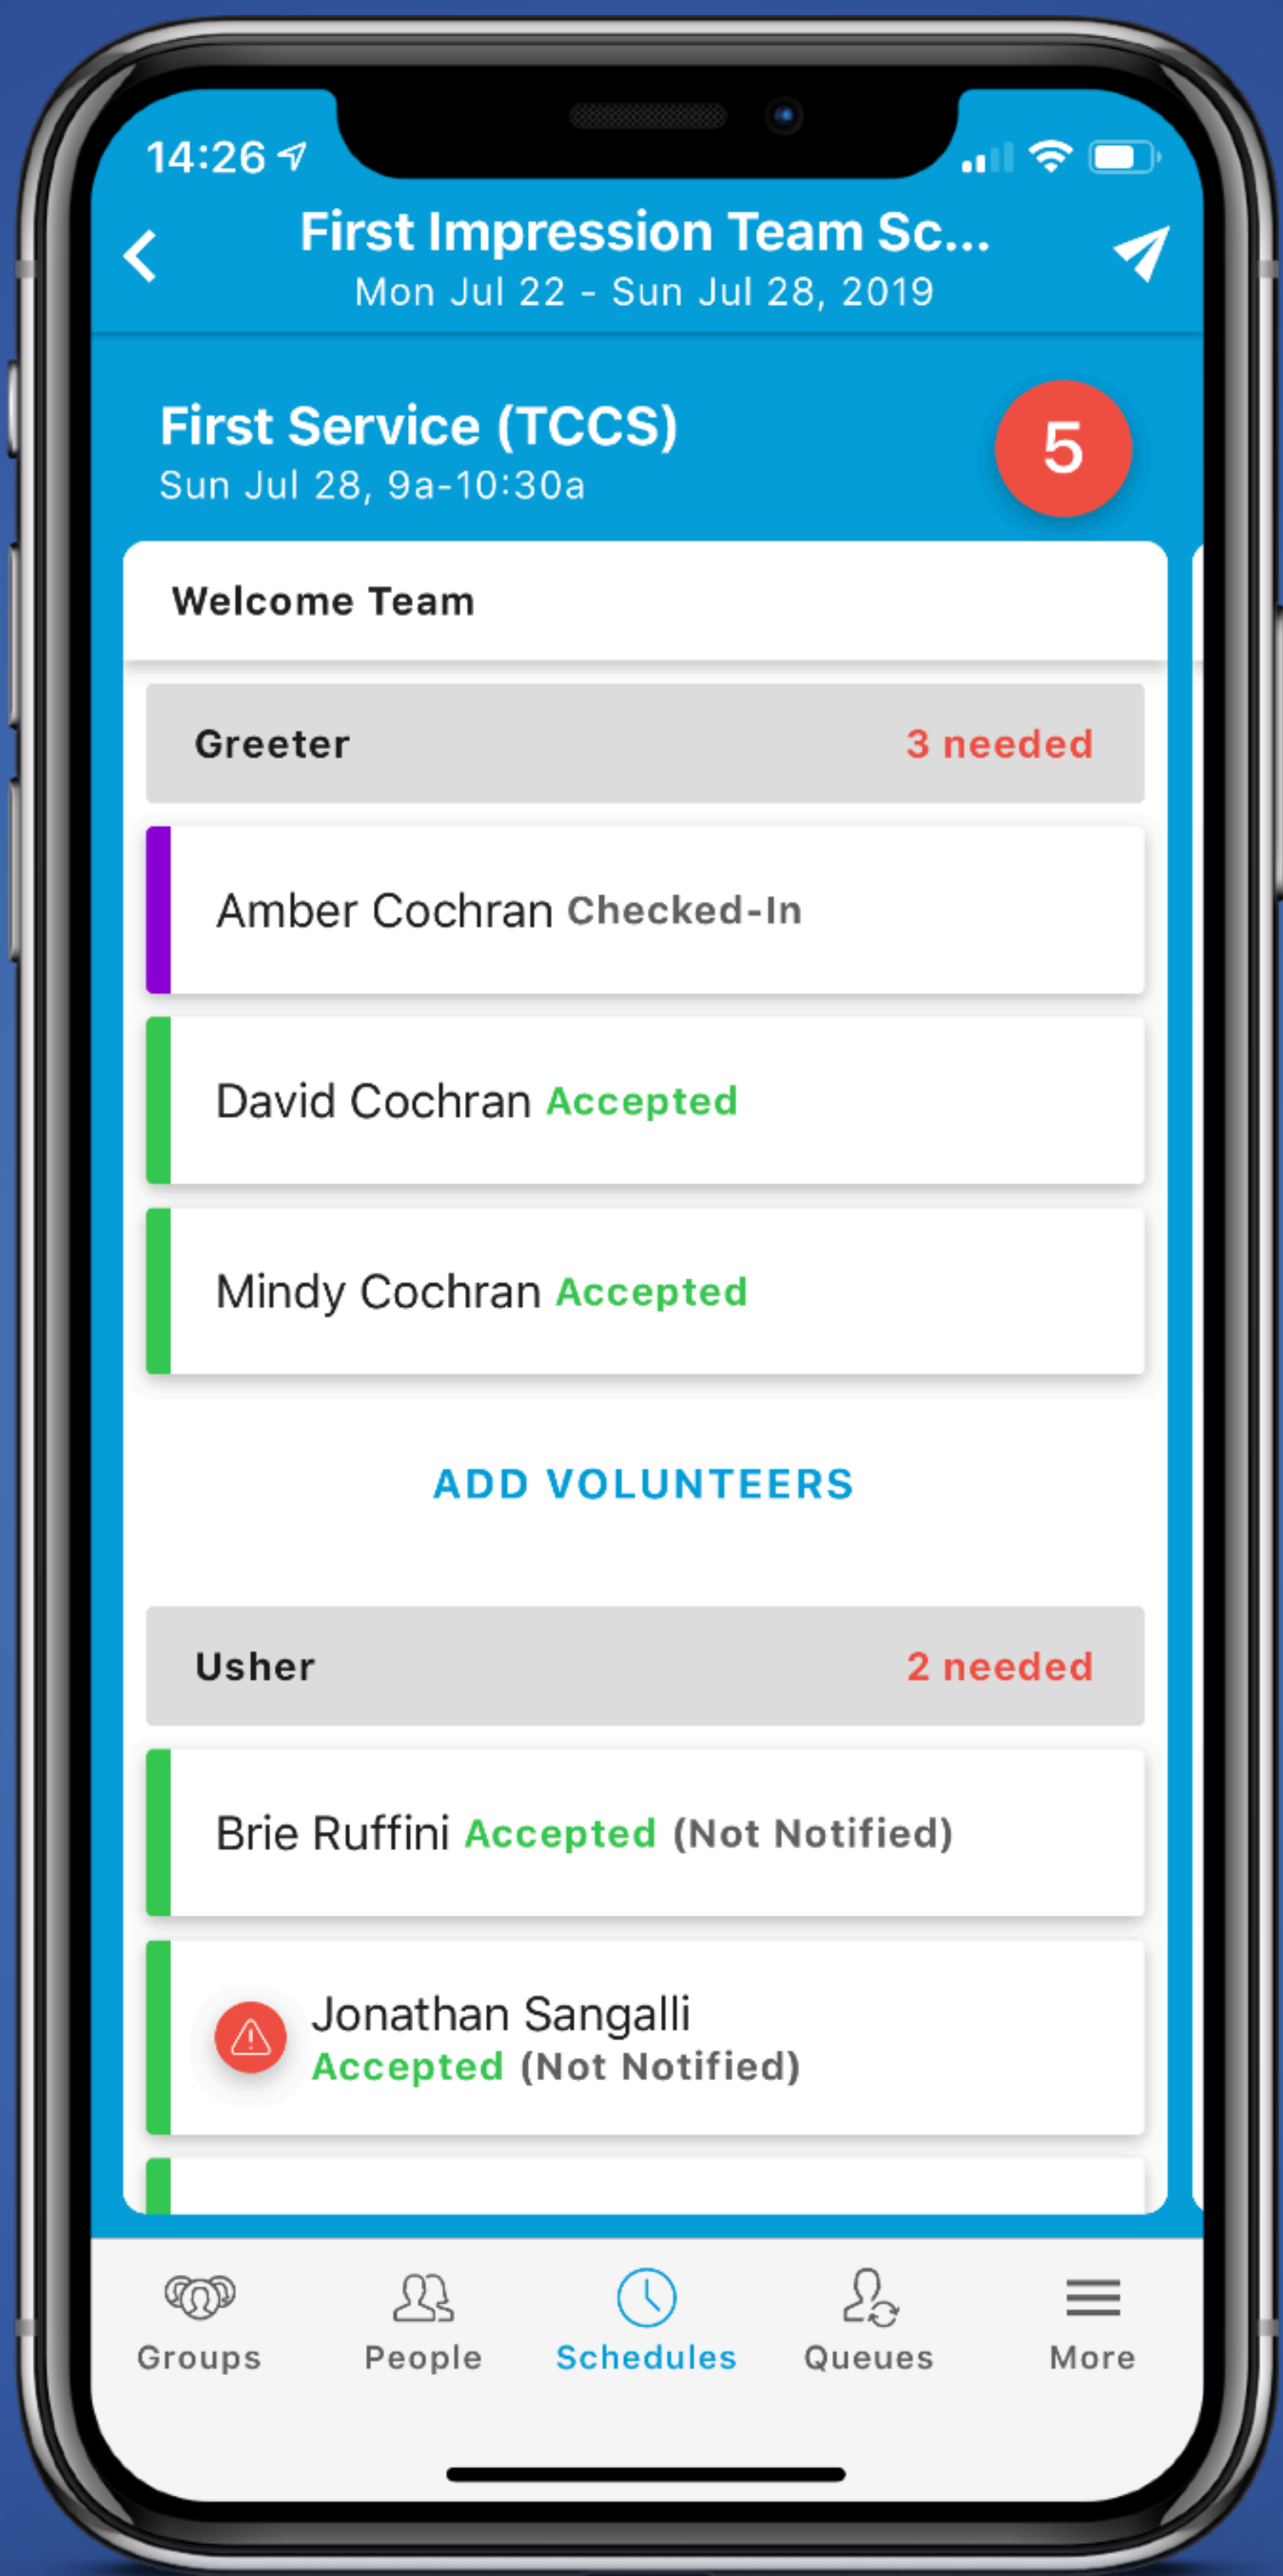 14:26
First Impression Team Sc...
Mon Jul 22 - Sun Jul 28, 2019
First Service (TCCS)
Sun Jul 28, 9a-10:30a
5
Welcome Team
Greeter 3 needed
Amber Cochran Checked-In
David Cochran Accepted
Mindy Cochran Accepted
ADD VOLUNTEERS
Usher 2 needed
Brie Ruffini Accepted (Not Notified)
Jonathan Sangalli
Accepted (Not Notified)
Groups People Schedules Queues More